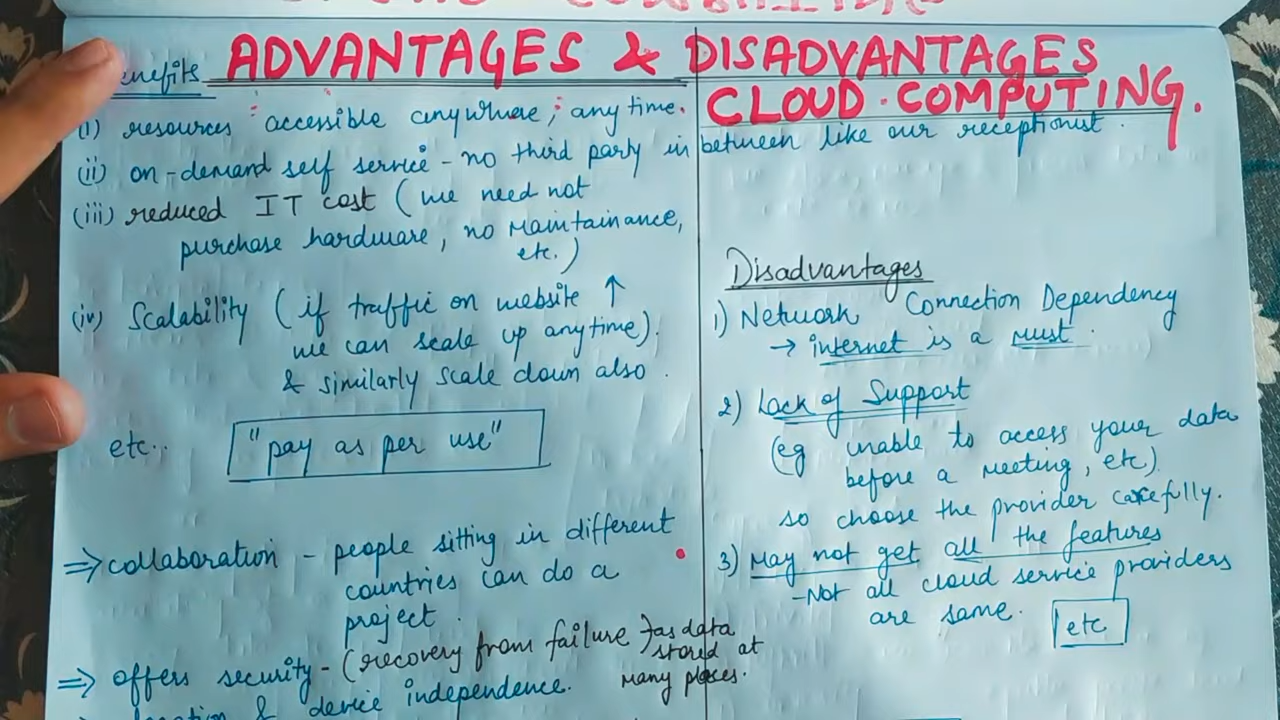 ADVANTAGES & DISADVANTAGES
CLOUD COMPUTING.
(i) resources accessible anywhere, any time.
(ii) on-demand self service - no third party in between like our receptionist.
(iii) reduced IT cost (we need not
purchase hardware, no maintainance,
etc.)
(iv) Scalability (if traffic on website ↑
we can scale up anytime).
& similarly scale down also.
etc..
"pay as per use"
⇒ collaboration - people sitting in different
countries can do a
project.
⇒ offers security - (recovery from failure) as data
stored at
many places.
& device independence.
Disadvantages
1) Network Connection Dependency
→ internet is a must.
2) Lack of Support
(eg unable to access your data
before a meeting, etc).
so choose the provider carefully.
3) May not get all the features
- Not all cloud service providers
are same.
etc